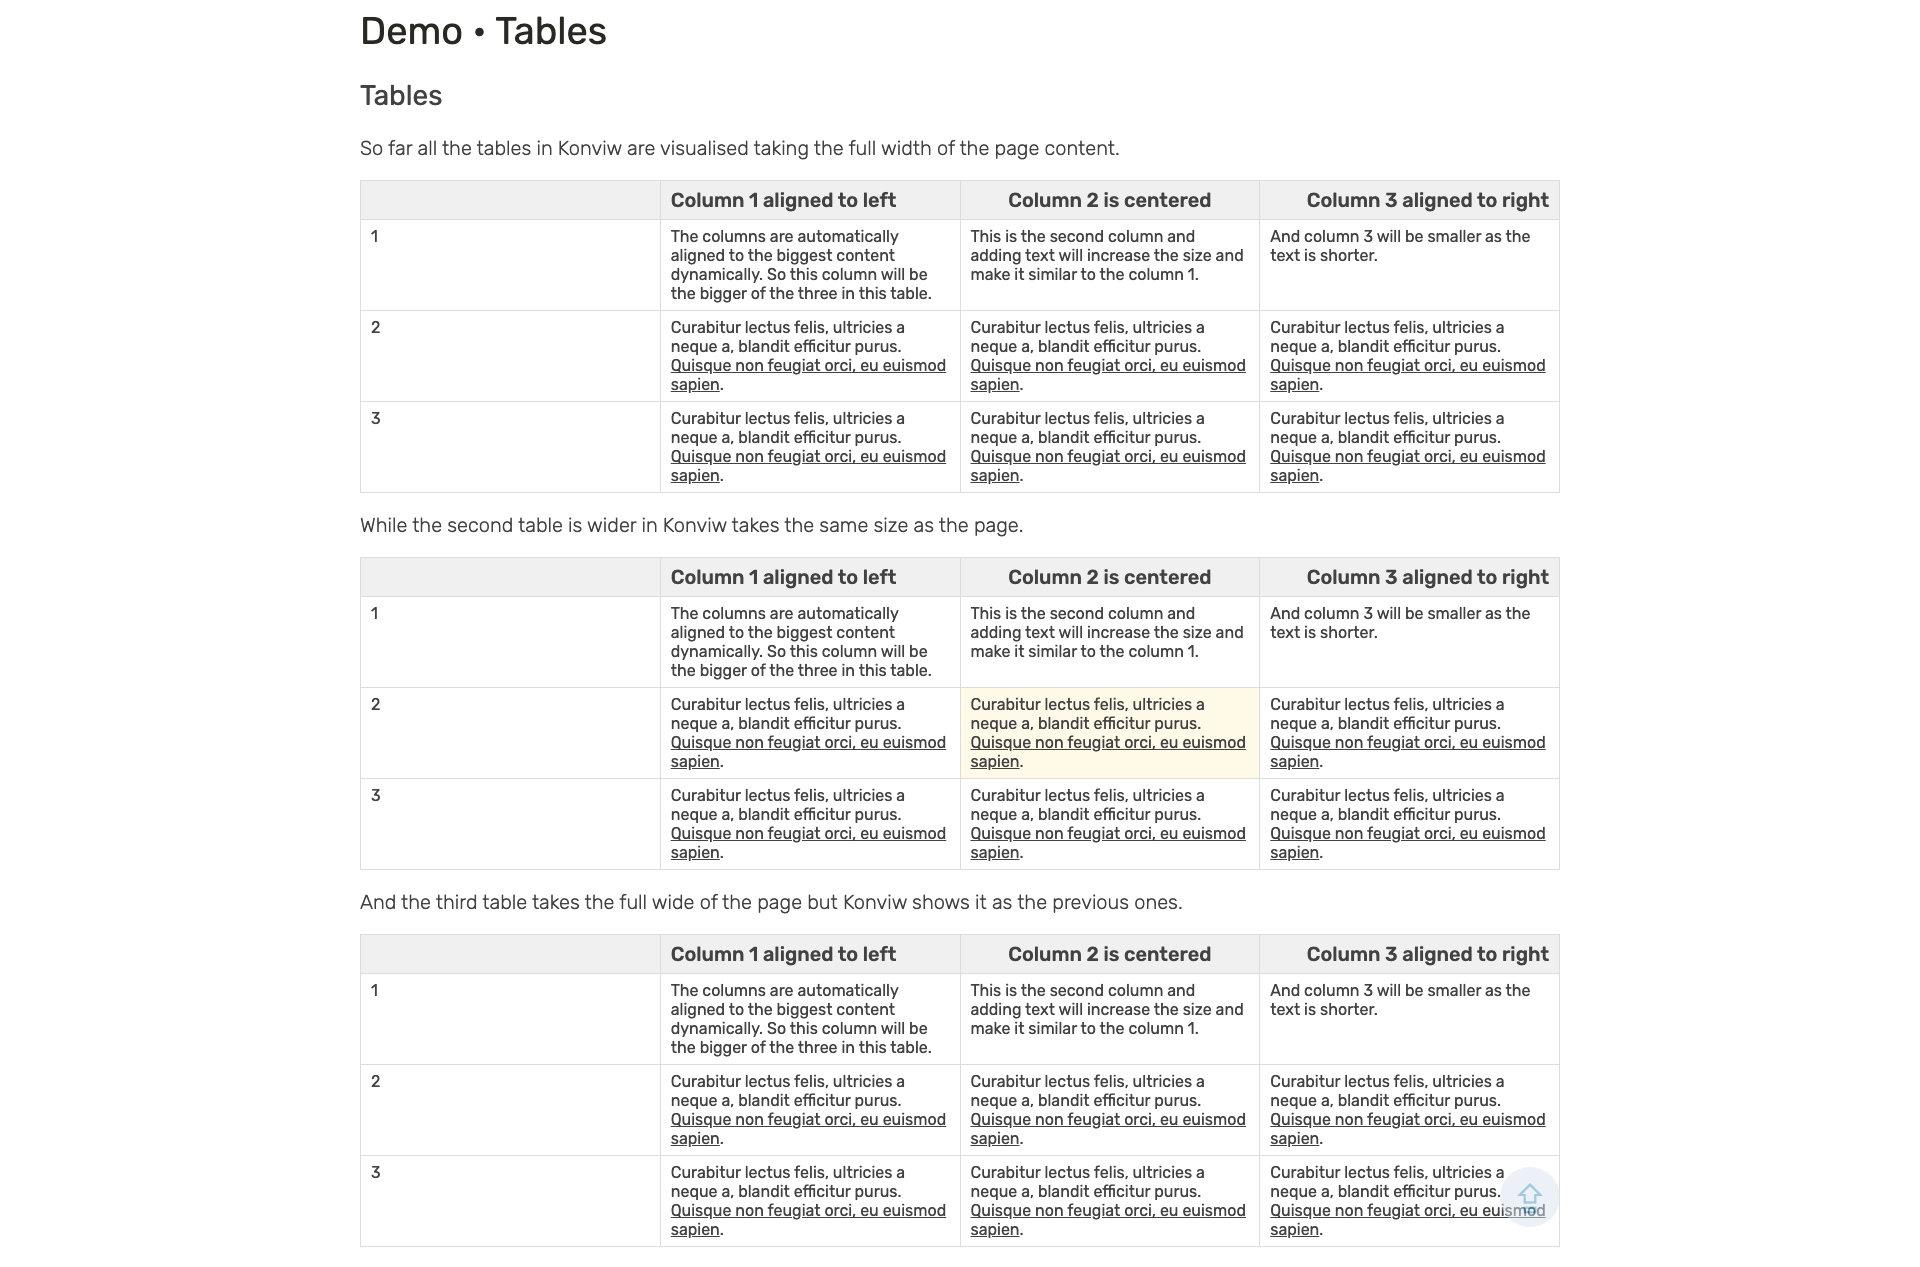 Demo • Tables
Tables
So far all the tables in Konviw are visualised taking the full width of the page content.
Column 1 aligned to left
Column 2 is centered
Column 3 aligned to right
1
The columns are automatically
aligned to the biggest content
dynamically. So this column will be
the bigger of the three in this table.
This is the second column and
adding text will increase the size and
make it similar to the column 1.
And column 3 will be smaller as the
text is shorter.
2
Curabitur lectus felis, ultricies a
neque a, blandit efficitur purus.
Quisque non feugiat orci, eu euismod
sapien.
Curabitur lectus felis, ultricies a
neque a, blandit efficitur purus.
Quisque non feugiat orci, eu euismod
sapien.
Curabitur lectus felis, ultricies a
neque a, blandit efficitur purus.
Quisque non feugiat orci, eu euismod
sapien.
3
Curabitur lectus felis, ultricies a
neque a, blandit efficitur purus.
Quisque non feugiat orci, eu euismod
sapien.
Curabitur lectus felis, ultricies a
neque a, blandit efficitur purus.
Quisque non feugiat orci, eu euismod
sapien.
Curabitur lectus felis, ultricies a
neque a, blandit efficitur purus.
Quisque non feugiat orci, eu euismod
sapien.
While the second table is wider in Konviw takes the same size as the page.
Column 1 aligned to left
Column 2 is centered
Column 3 aligned to right
1
The columns are automatically
aligned to the biggest content
dynamically. So this column will be
the bigger of the three in this table.
This is the second column and
adding text will increase the size and
make it similar to the column 1.
And column 3 will be smaller as the
text is shorter.
2
Curabitur lectus felis, ultricies a
neque a, blandit efficitur purus.
Quisque non feugiat orci, eu euismod
sapien.
Curabitur lectus felis, ultricies a
neque a, blandit efficitur purus.
Quisque non feugiat orci, eu euismod
sapien.
Curabitur lectus felis, ultricies a
neque a, blandit efficitur purus.
Quisque non feugiat orci, eu euismod
sapien.
3
Curabitur lectus felis, ultricies a
neque a, blandit efficitur purus.
Quisque non feugiat orci, eu euismod
sapien.
Curabitur lectus felis, ultricies a
neque a, blandit efficitur purus.
Quisque non feugiat orci, eu euismod
sapien.
Curabitur lectus felis, ultricies a
neque a, blandit efficitur purus.
Quisque non feugiat orci, eu euismod
sapien.
And the third table takes the full wide of the page but Konviw shows it as the previous ones.
Column 1 aligned to left
Column 2 is centered
Column 3 aligned to right
1
The columns are automatically
aligned to the biggest content
dynamically. So this column will be
the bigger of the three in this table.
This is the second column and
adding text will increase the size and
make it similar to the column 1.
And column 3 will be smaller as the
text is shorter.
2
Curabitur lectus felis, ultricies a
neque a, blandit efficitur purus.
Quisque non feugiat orci, eu euismod
sapien.
Curabitur lectus felis, ultricies a
neque a, blandit efficitur purus.
Quisque non feugiat orci, eu euismod
sapien.
Curabitur lectus felis, ultricies a
neque a, blandit efficitur purus.
Quisque non feugiat orci, eu euismod
sapien.
3
Curabitur lectus felis, ultricies a
neque a, blandit efficitur purus.
Quisque non feugiat orci, eu euismod
sapien.
Curabitur lectus felis, ultricies a
neque a, blandit efficitur purus.
Quisque non feugiat orci, eu euismod
sapien.
Curabitur lectus felis, ultricies a
neque a, blandit efficitur purus.
Quisque non feugiat orci, eu euismod
sapien.